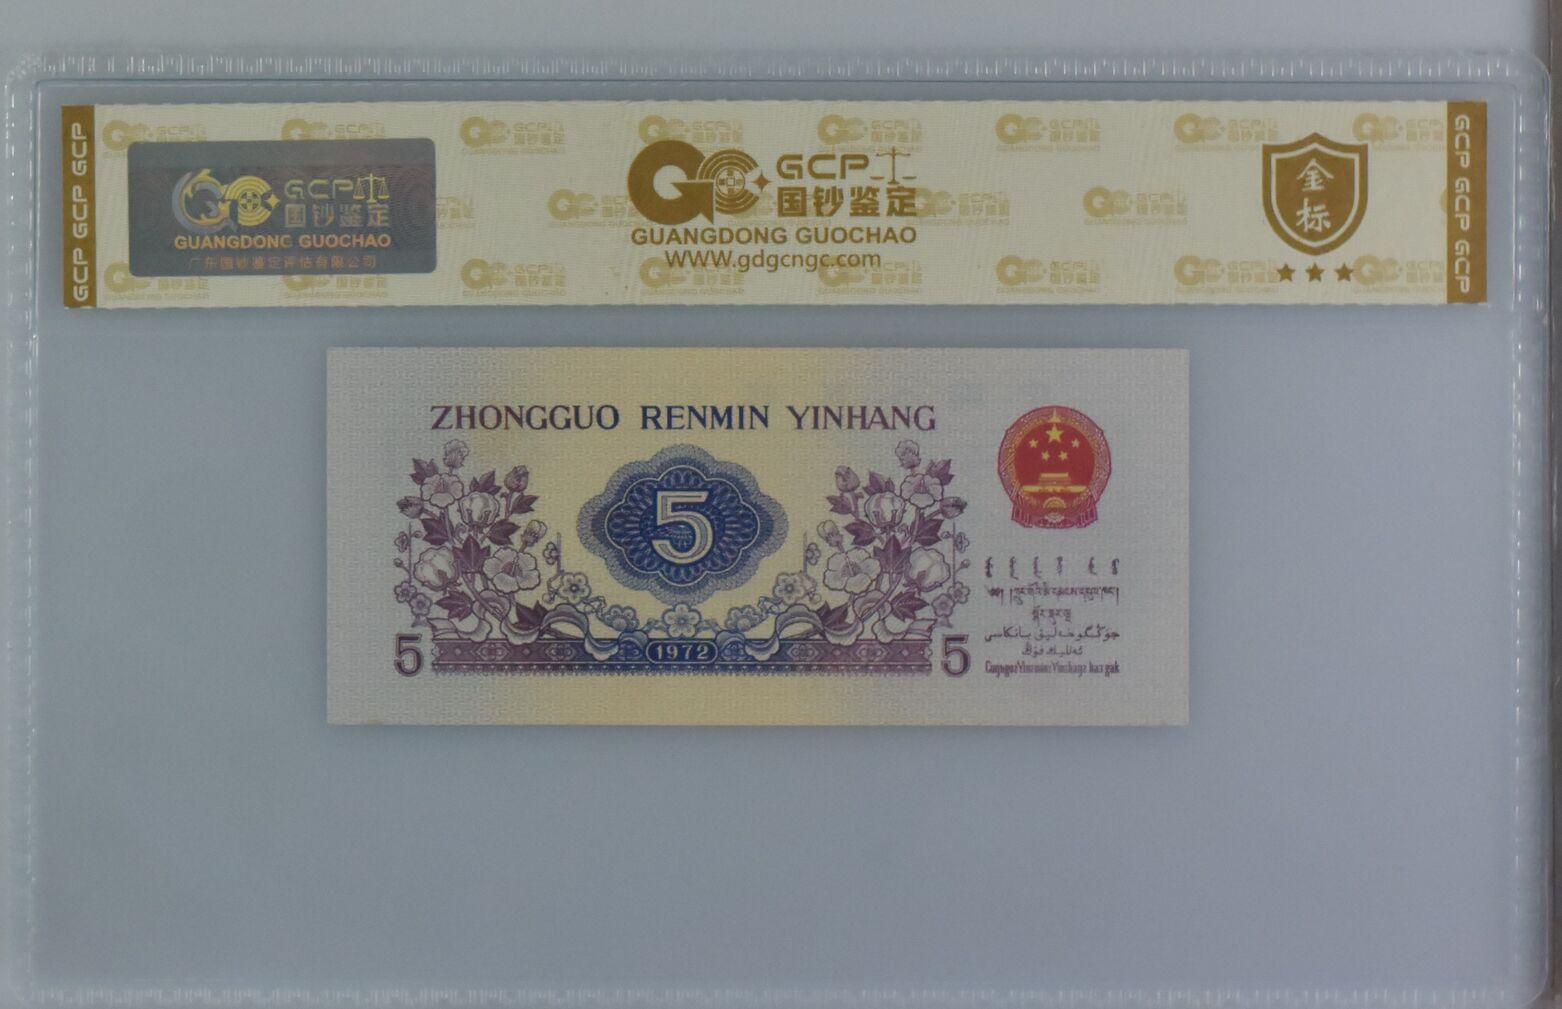 GCP GCP GCP
GCP 国钞鉴定
GUANGDONG GUOCHAO
广东国钞鉴定评估有限公司
GCP
国钞鉴定
GUANGDONG GUOCHAO
WWW.gdgcngc.com
金标
GCP GCP GCP
ZHONGGUO RENMIN YINHANG
5
1972
5
5